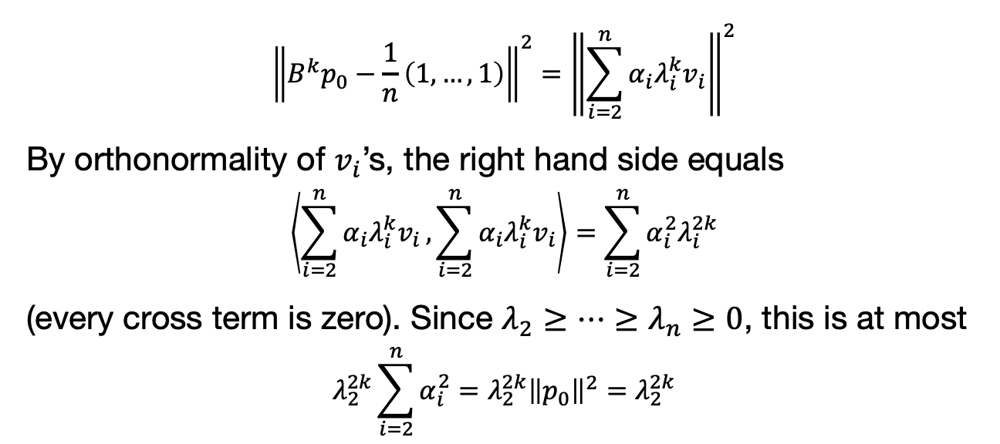 $$\left\| B^k p_0 - \frac{1}{n}(1, \ldots, 1) \right\|^2 = \left\| \sum_{i=2}^{n} \alpha_i \lambda_i^k v_i \right\|^2$$
By orthonormality of $v_i$'s, the right hand side equals
$$\left\langle \sum_{i=2}^{n} \alpha_i \lambda_i^k v_i , \sum_{i=2}^{n} \alpha_i \lambda_i^k v_i \right\rangle = \sum_{i=2}^{n} \alpha_i^2 \lambda_i^{2k}$$
(every cross term is zero). Since $\lambda_2 \geq \cdots \geq \lambda_n \geq 0$, this is at most
$$\lambda_2^{2k} \sum_{i=2}^{n} \alpha_i^2 = \lambda_2^{2k} \| p_0 \|^2 = \lambda_2^{2k}$$